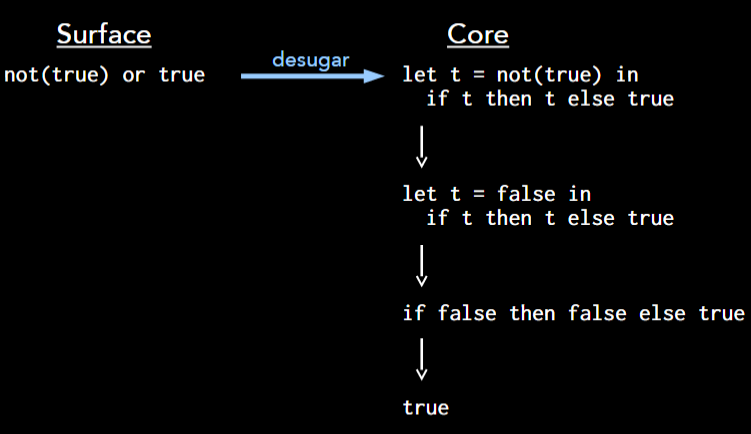 Surface
Core
desugar
not(true) or true
let t = not(true) in
if t then t else true
let t = false in
if t then t else true
if false then false else true
true